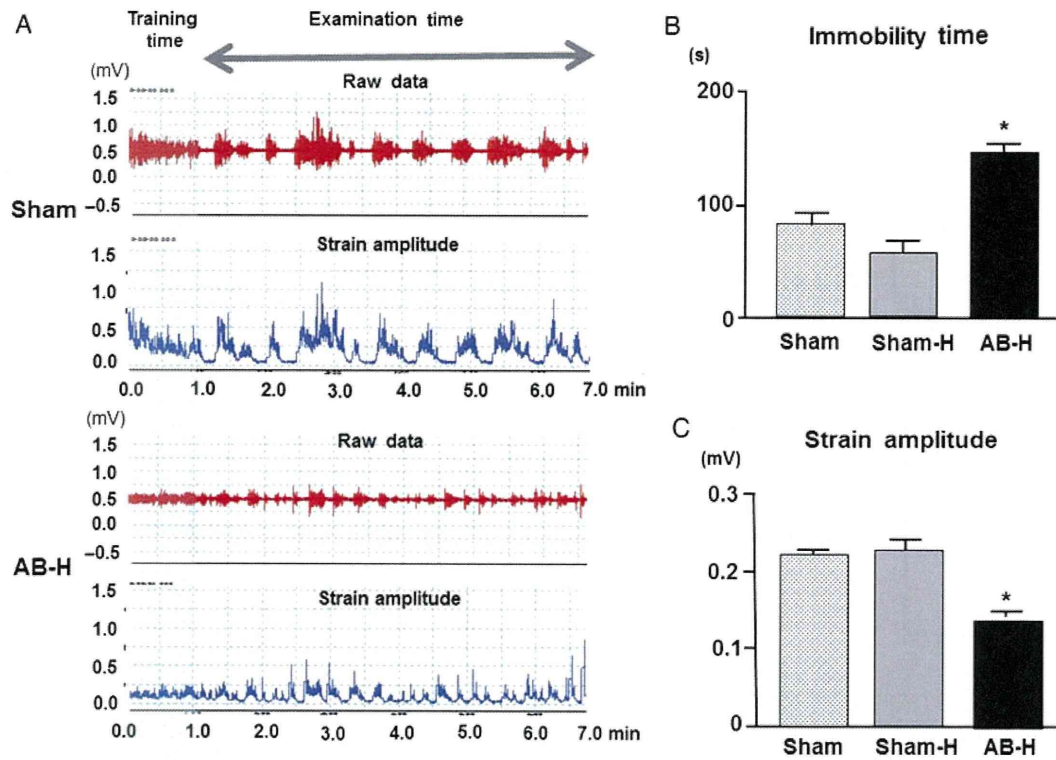 A
Training
time
Examination time
(mV)
Raw data
1.5
1.0
0.5
0.0
−0.5
Sham
Strain amplitude
1.5
1.0
0.5
0.0
0.0 1.0 2.0 3.0 4.0 5.0 6.0 7.0 min
(mV)
Raw data
1.5
1.0
0.5
0.0
−0.5
AB-H
Strain amplitude
1.5
1.0
0.5
0.0
0.0 1.0 2.0 3.0 4.0 5.0 6.0 7.0 min
B
Immobility time
(s)
200
100
0
*
Sham Sham-H AB-H
C
Strain amplitude
(mV)
0.3
0.2
0.1
0
*
Sham Sham-H AB-H